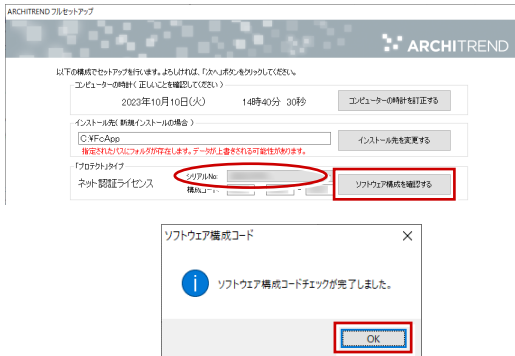 ARCHITREND フルセットアップ
ARCHITREND
以下の構成でセットアップを行います。よろしければ、「次へ」ボタンをクリックしてください。
コンピューターの時計( 正しいことを確認してください )
2023年10月10日(火) 14時40分 30秒 コンピューターの時計を訂正する
インストール先( 新規インストールの場合 )
C:¥FcApp インストール先を変更する
指定されたパスにフォルダが存在します。データが上書きされる可能性があります。
「プロテクト」タイプ
ネット認証ライセンス シリアルNo: ソフトウェア構成を確認する
構成コード: -
ソフトウェア構成コード ×
ソフトウェア構成コードチェックが完了しました。
OK